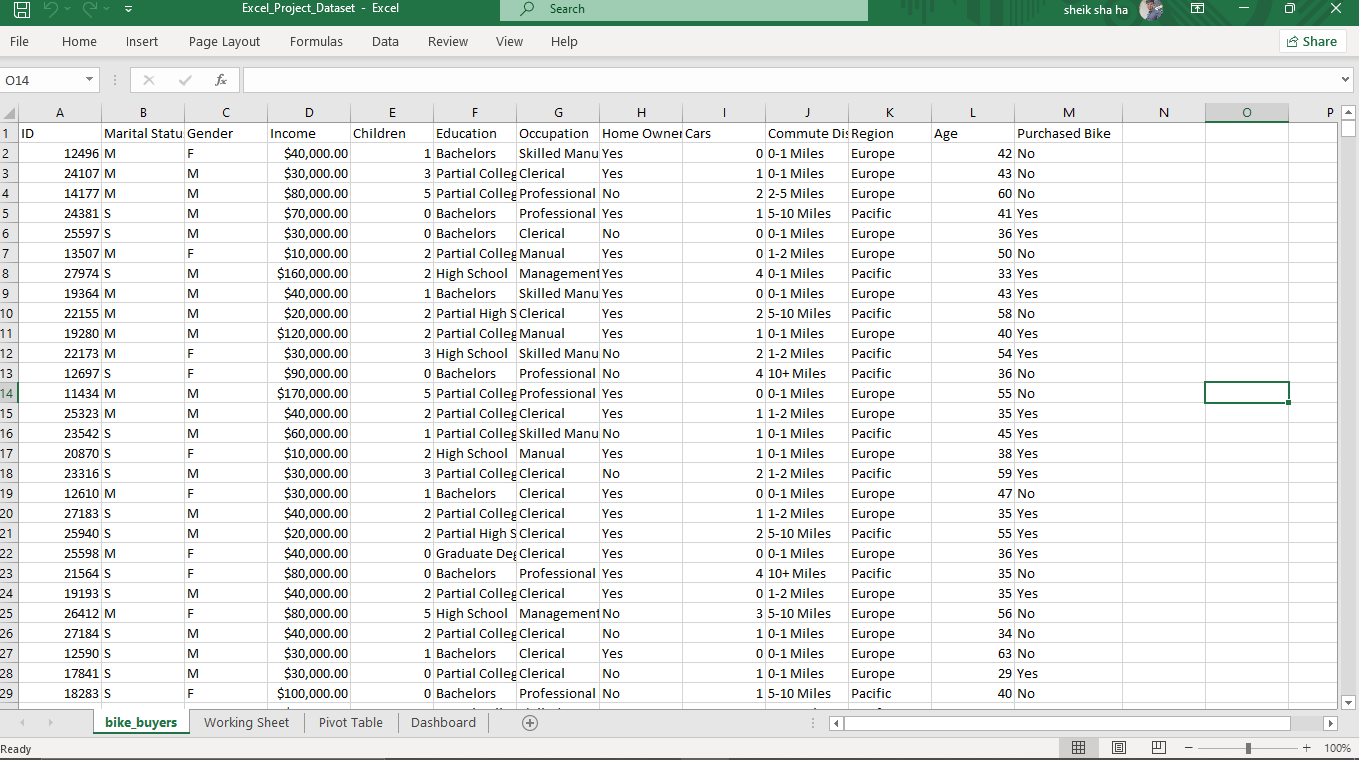 Excel_Project_Dataset - Excel Search sheik sha ha
File Home Insert Page Layout Formulas Data Review View Help Share
O14 fx
A B C D E F G H I J K L M N O P
1 ID Marital Statu Gender Income Children Education Occupation Home Owner Cars Commute Dis Region Age Purchased Bike
2 12496 M F $40,000.00 1 Bachelors Skilled Manu Yes 0 0-1 Miles Europe 42 No
3 24107 M M $30,000.00 3 Partial Colleg Clerical Yes 1 0-1 Miles Europe 43 No
4 14177 M M $80,000.00 5 Partial Colleg Professional No 2 2-5 Miles Europe 60 No
5 24381 S M $70,000.00 0 Bachelors Professional Yes 1 5-10 Miles Pacific 41 Yes
6 25597 S M $30,000.00 0 Bachelors Clerical No 0 0-1 Miles Europe 36 Yes
7 13507 M F $10,000.00 2 Partial Colleg Manual Yes 0 1-2 Miles Europe 50 No
8 27974 S M $160,000.00 2 High School Management Yes 4 0-1 Miles Pacific 33 Yes
9 19364 M M $40,000.00 1 Bachelors Skilled Manu Yes 0 0-1 Miles Europe 43 Yes
10 22155 M M $20,000.00 2 Partial High S Clerical Yes 2 5-10 Miles Pacific 58 No
11 19280 M M $120,000.00 2 Partial Colleg Manual Yes 1 0-1 Miles Europe 40 Yes
12 22173 M F $30,000.00 3 High School Skilled Manu No 2 1-2 Miles Pacific 54 Yes
13 12697 S F $90,000.00 0 Bachelors Professional No 4 10+ Miles Pacific 36 No
14 11434 M M $170,000.00 5 Partial Colleg Professional Yes 0 0-1 Miles Europe 55 No
15 25323 M M $40,000.00 2 Partial Colleg Clerical Yes 1 1-2 Miles Europe 35 Yes
16 23542 S M $60,000.00 1 Partial Colleg Skilled Manu No 1 0-1 Miles Pacific 45 Yes
17 20870 S F $10,000.00 2 High School Manual Yes 1 0-1 Miles Europe 38 Yes
18 23316 S M $30,000.00 3 Partial Colleg Clerical No 2 1-2 Miles Pacific 59 Yes
19 12610 M F $30,000.00 1 Bachelors Clerical Yes 0 0-1 Miles Europe 47 No
20 27183 S M $40,000.00 2 Partial Colleg Clerical Yes 1 1-2 Miles Europe 35 Yes
21 25940 S M $20,000.00 2 Partial High S Clerical Yes 2 5-10 Miles Pacific 55 Yes
22 25598 M F $40,000.00 0 Graduate Deg Clerical Yes 0 0-1 Miles Europe 36 Yes
23 21564 S F $80,000.00 0 Bachelors Professional Yes 4 10+ Miles Pacific 35 No
24 19193 S M $40,000.00 2 Partial Colleg Clerical Yes 0 1-2 Miles Europe 35 Yes
25 26412 M F $80,000.00 5 High School Management No 3 5-10 Miles Europe 56 No
26 27184 S M $40,000.00 2 Partial Colleg Clerical No 1 0-1 Miles Europe 34 No
27 12590 S M $30,000.00 1 Bachelors Clerical Yes 0 0-1 Miles Europe 63 No
28 17841 S M $30,000.00 0 Partial Colleg Clerical No 1 0-1 Miles Europe 29 Yes
29 18283 S F $100,000.00 0 Bachelors Professional No 1 5-10 Miles Pacific 40 No
bike_buyers Working Sheet Pivot Table Dashboard
Ready 100%